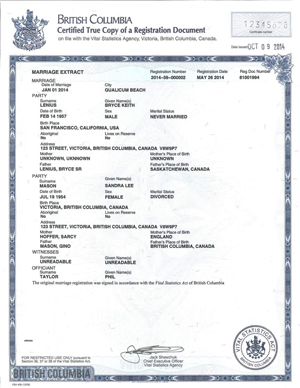 BRITISH COLUMBIA
Certified True Copy of a Registration Document
on file with the Vital Statistics Agency, Victoria, British Columbia, Canada.
Date Issued OCT 09 2014
MARRIAGE EXTRACT Registration Number Registration Date Reg Doc Number
2014-59-000002 MAY 26 2014 81001984
MARRIAGE
Date of Marriage City
JAN 01 2014 QUALICUM BEACH
PARTY
Surname Given Name(s)
LENIUS BRYCE KEITH
Date of Birth Sex Marital Status
FEB 14 1957 MALE NEVER MARRIED
Birth Place
SAN FRANCISCO, CALIFORNIA, USA
Aboriginal Lives on Reserve
No No
Address
123 STREET, VICTORIA, BRITISH COLUMBIA, CANADA V8W9P7
Mother Mother's Place of Birth
UNKNOWN, UNKNOWN UNKNOWN
Father Father's Place of Birth
LENIUS, BRYCE SR SASKATCHEWAN, CANADA
PARTY
Surname Given Name(s)
MASON SANDRA LEE
Date of Birth Sex Marital Status
JUL 19 1964 FEMALE DIVORCED
Birth Place
VICTORIA, BRITISH COLUMBIA, CANADA
Aboriginal Lives on Reserve
No No
Address
123 STREET, VICTORIA, BRITISH COLUMBIA, CANADA V8W9P7
Mother Mother's Place of Birth
HOFFER, SARCY ENGLAND
Father Father's Place of Birth
MASON, GINO BRITISH COLUMBIA, CANADA
WITNESSES
Surname Given Name(s)
UNREADABLE UNREADABLE
UNREADABLE UNREADABLE
OFFICIANT
Surname Given Name(s)
TAYLOR PHIL
The original marriage registration was signed in accordance with the Vital Statistics Act of British Columbia
Jack Shewchuk
Chief Executive Officer
Vital Statistics Agency
FOR RESTRICTED USE ONLY pursuant to
BRITISH COLUMBIA
VITAL STATISTICS ACT